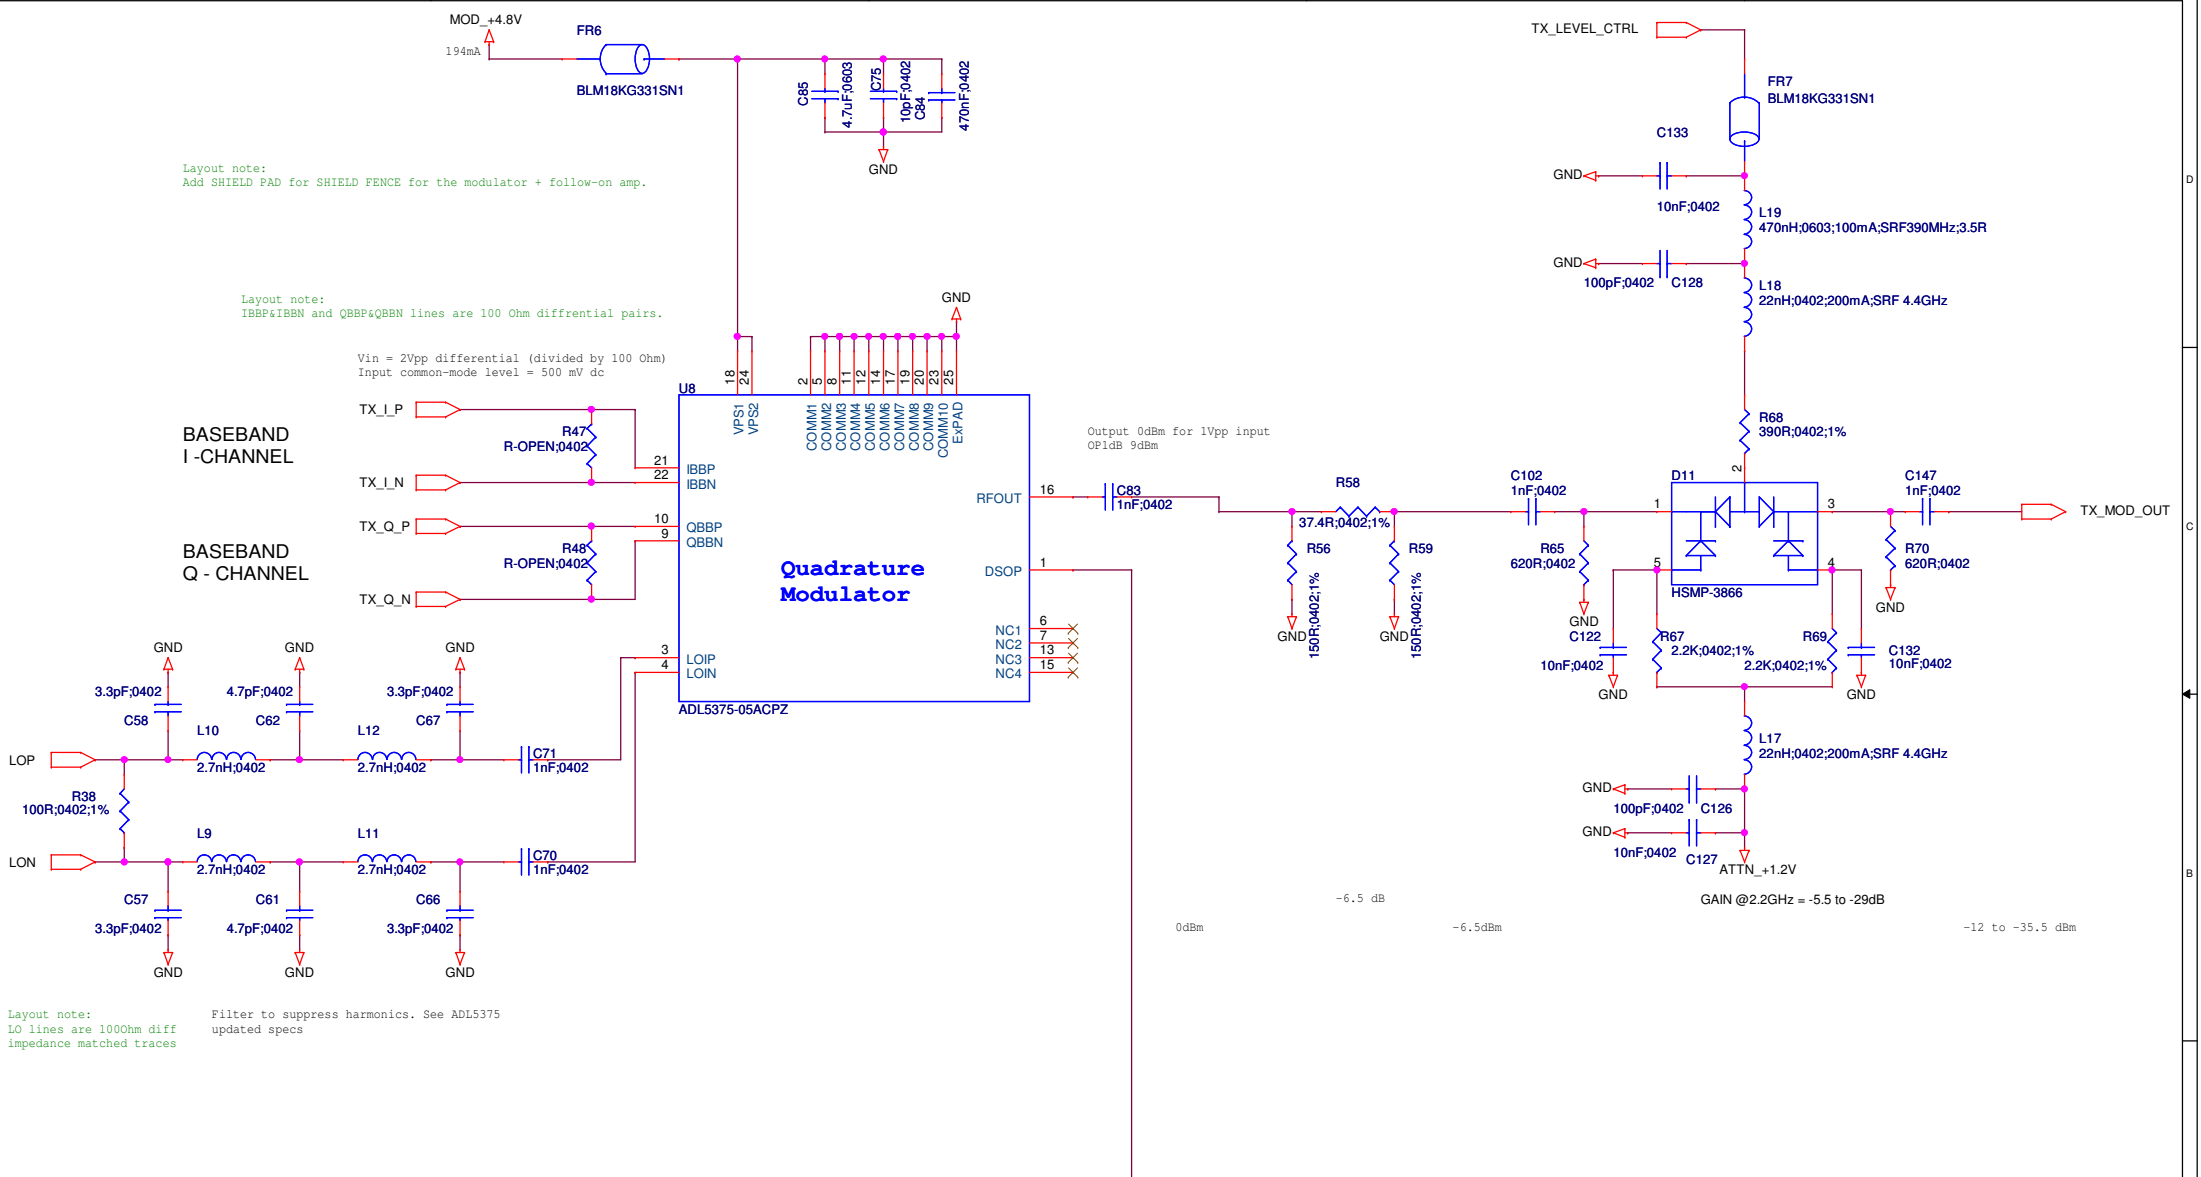 MOD_+4.8V
194mA
FR6
BLM18KG331SN1
C85
4.7uF;0603
C75
10pF;0402
C84
470nF;0402
GND
TX_LEVEL_CTRL
FR7
BLM18KG331SN1
C133
GND
10nF;0402
L19
470nH;0603;100mA;SRF390MHz;3.5R
GND
100pF;0402
C128
L18
22nH;0402;200mA;SRF 4.4GHz
D
Layout note:
Add SHIELD PAD for SHIELD FENCE for the modulator + follow-on amp.
Layout note:
IBBP&IBBN and QBBP&QBBN lines are 100 Ohm diffrential pairs.
Vin = 2Vpp differential (divided by 100 Ohm)
Input common-mode level = 500 mV dc
GND
18
24
2
5
8
11
12
14
17
19
20
23
25
U8
VPS1
VPS2
COMM1
COMM2
COMM3
COMM4
COMM5
COMM6
COMM7
COMM8
COMM9
COMM10
ExPAD
TX_I_P
BASEBAND
I -CHANNEL
R47
R-OPEN;0402
TX_I_N
21
IBBP
22
IBBN
TX_Q_P
BASEBAND
Q - CHANNEL
R48
R-OPEN;0402
TX_Q_N
10
QBBP
9
QBBN
Quadrature
Modulator
RFOUT
16
DSOP
1
NC1
6
NC2
7
NC3
13
NC4
15
3
LOIP
4
LOIN
ADL5375-05ACPZ
Output 0dBm for 1Vpp input
OP1dB 9dBm
C83
1nF;0402
R58
37.4R;0402;1%
R56
150R;0402;1%
GND
R59
150R;0402;1%
GND
C102
1nF;0402
R65
620R;0402
GND
R68
390R;0402;1%
2
D11
1
3
5
4
HSMP-3866
C147
1nF;0402
TX_MOD_OUT
R70
620R;0402
GND
C
C122
10nF;0402
GND
R67
2.2K;0402;1%
R69
2.2K;0402;1%
C132
10nF;0402
GND
L17
22nH;0402;200mA;SRF 4.4GHz
GND
100pF;0402
C126
GND
10nF;0402
C127
ATTN_+1.2V
GAIN @2.2GHz = -5.5 to -29dB
B
-6.5 dB
0dBm
-6.5dBm
-12 to -35.5 dBm
GND
GND
GND
3.3pF;0402
C58
4.7pF;0402
C62
3.3pF;0402
C67
L10
2.7nH;0402
L12
2.7nH;0402
C71
1nF;0402
LOP
R38
100R;0402;1%
LON
L9
2.7nH;0402
L11
2.7nH;0402
C70
1nF;0402
C57
3.3pF;0402
C61
4.7pF;0402
C66
3.3pF;0402
GND
GND
GND
Layout note:
LO lines are 100Ohm diff
impedance matched traces
Filter to suppress harmonics. See ADL5375
updated specs